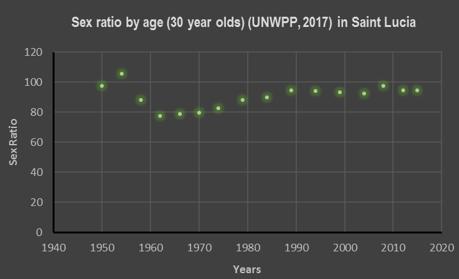 Sex ratio by age (30 year olds) (UNWPP, 2017) in Saint Lucia
120
100
80
60
40
20
0
Sex Ratio
1940 1950 1960 1970 1980 1990 2000 2010 2020
Years